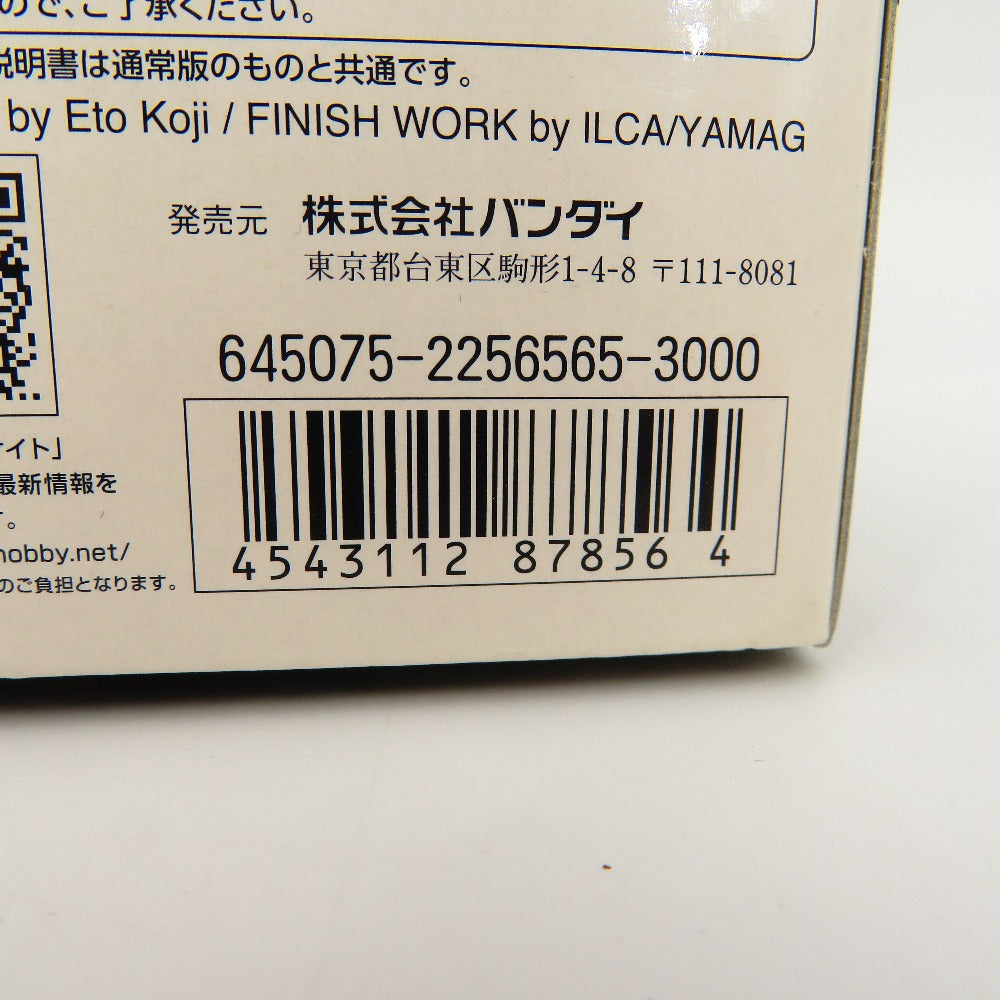 ので、ご了承ください。
説明書は通常版のものと共通です。
by Eto Koji / FINISH WORK by ILCA/YAMAG
発売元 株式会社バンダイ
東京都台東区駒形1-4-8 〒111-8081
645075-2256565-3000
4543112 87856 4
イト」
最新情報を
す。
hobby.net/
のご負担となります。